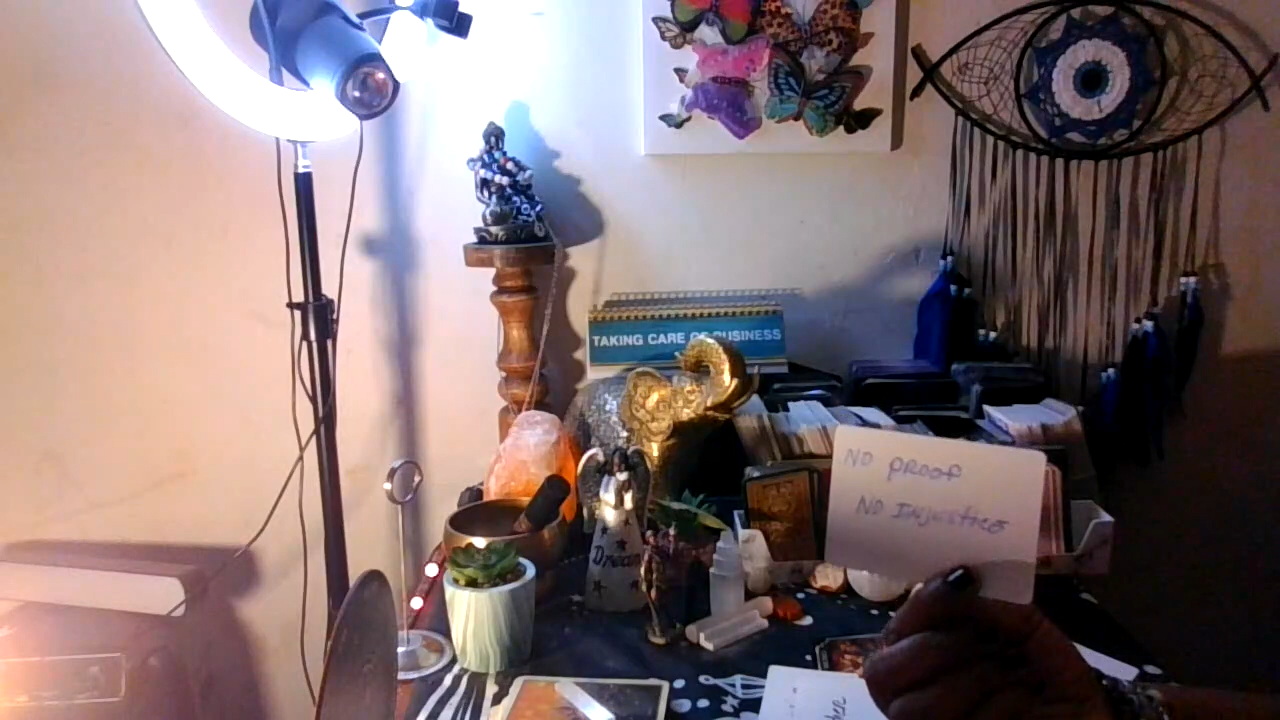 TAKING CARE OF BUSINESS
NO PROOF
NO INJUSTICE
Dream